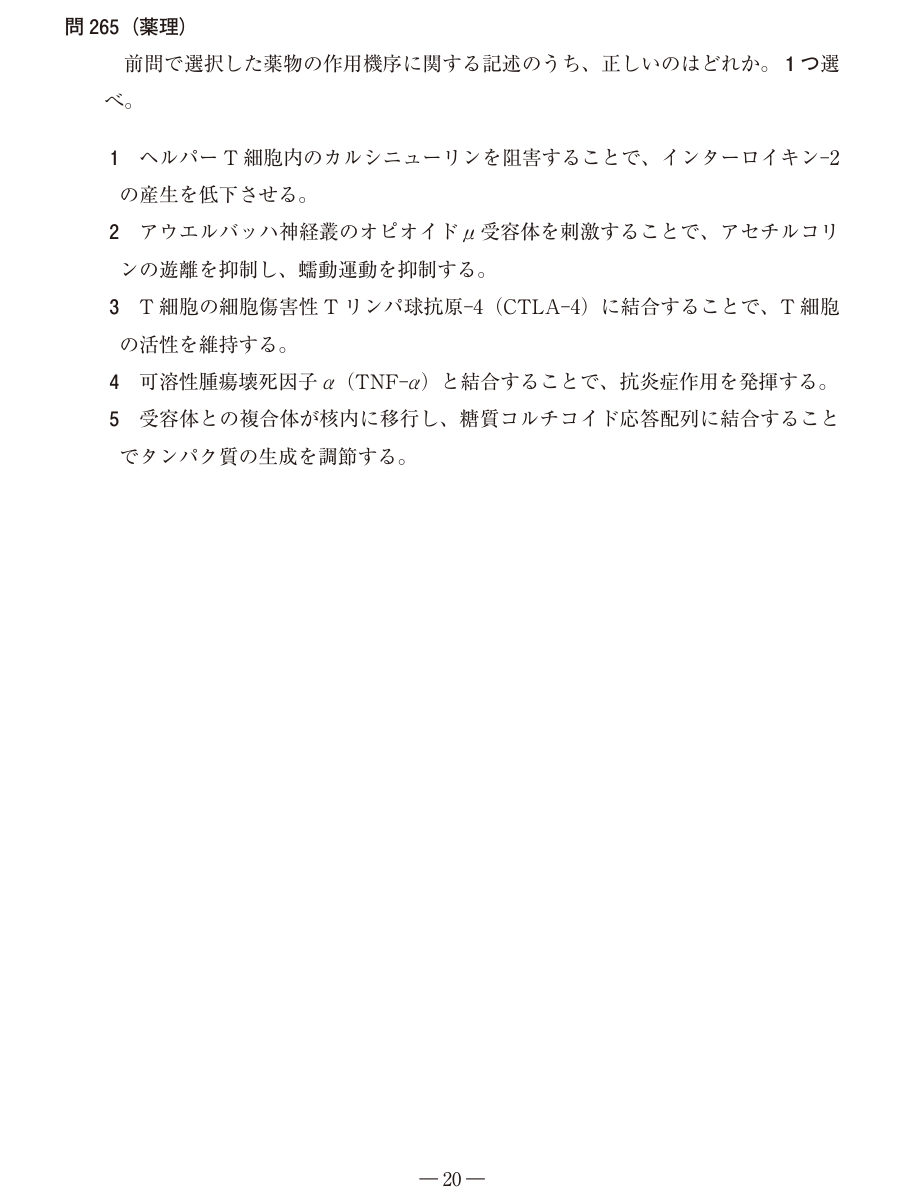 問 265（薬理）
前問で選択した薬物の作用機序に関する記述のうち、正しいのはどれか。1つ選
べ。
1　ヘルパー T 細胞内のカルシニューリンを阻害することで、インターロイキン-2
の産生を低下させる。
2　アウエルバッハ神経叢のオピオイド μ 受容体を刺激することで、アセチルコリ
ンの遊離を抑制し、蠕動運動を抑制する。
3　T 細胞の細胞傷害性 T リンパ球抗原-4（CTLA-4）に結合することで、T 細胞
の活性を維持する。
4　可溶性腫瘍壊死因子 α（TNF-α）と結合することで、抗炎症作用を発揮する。
5　受容体との複合体が核内に移行し、糖質コルチコイド応答配列に結合すること
でタンパク質の生成を調節する。
― 20 ―